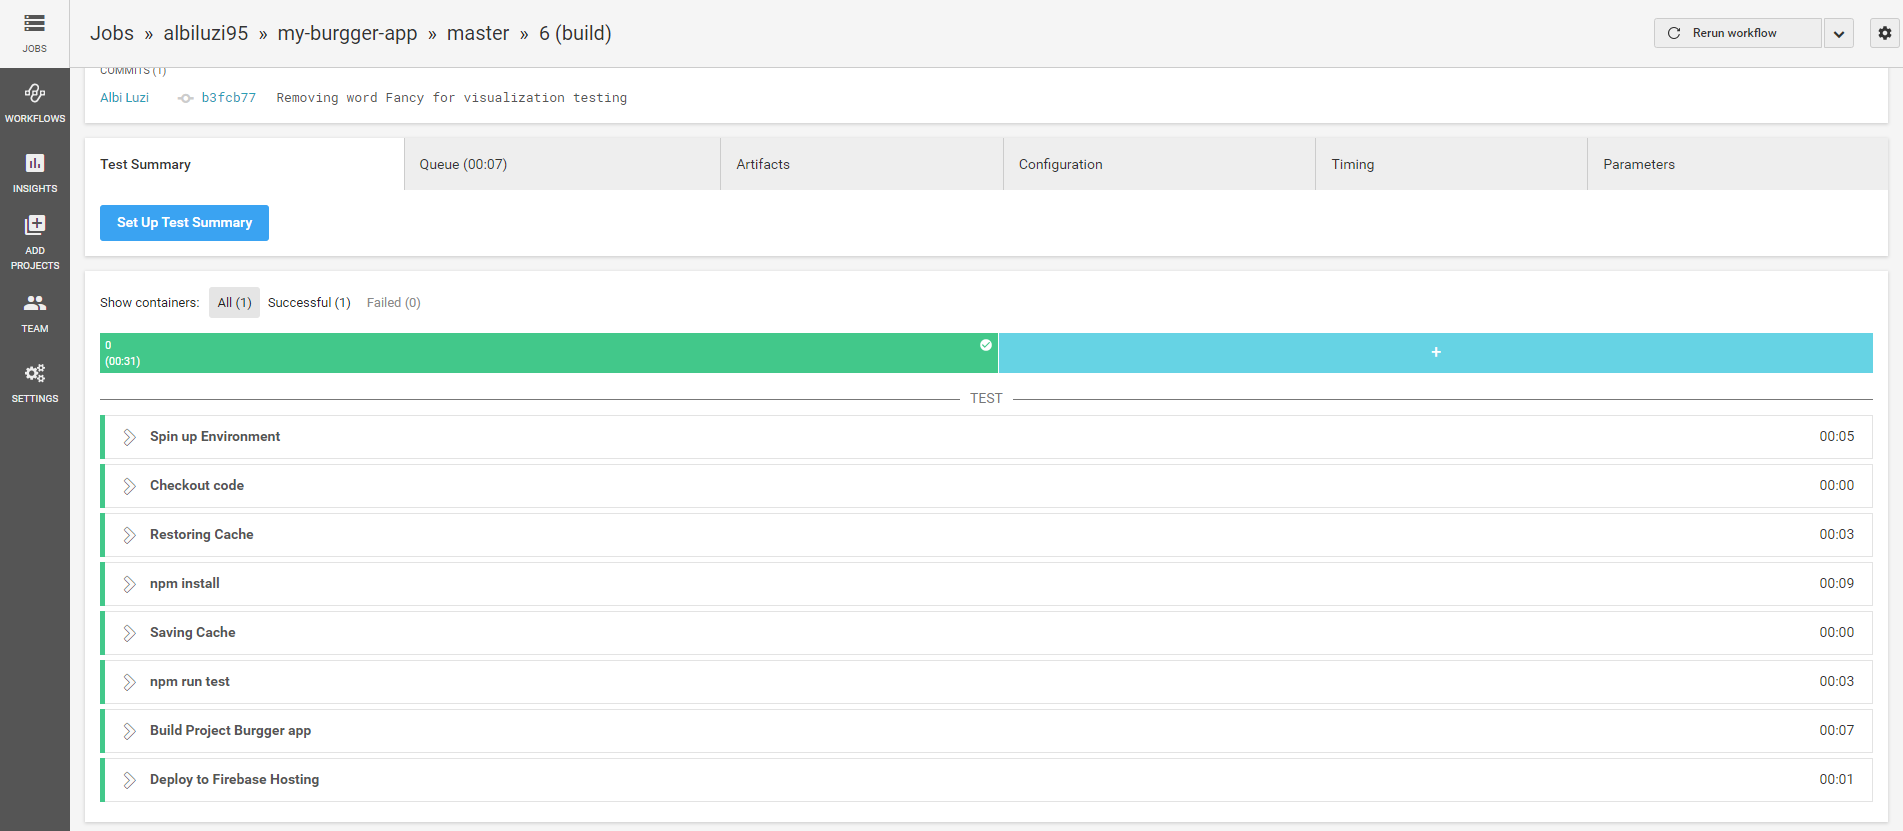 JOBS
WORKFLOWS
INSIGHTS
ADD
PROJECTS
TEAM
SETTINGS
Jobs » albiluzi95 » my-burgger-app » master » 6 (build)
Rerun workflow
COMMITS (1)
Albi Luzi b3fcb77 Removing word Fancy for visualization testing
Test Summary
Queue (00:07)
Artifacts
Configuration
Timing
Parameters
Set Up Test Summary
Show containers: All (1) Successful (1) Failed (0)
0
(00:31)
+
TEST
Spin up Environment 00:05
Checkout code 00:00
Restoring Cache 00:03
npm install 00:09
Saving Cache 00:00
npm run test 00:03
Build Project Burgger app 00:07
Deploy to Firebase Hosting 00:01